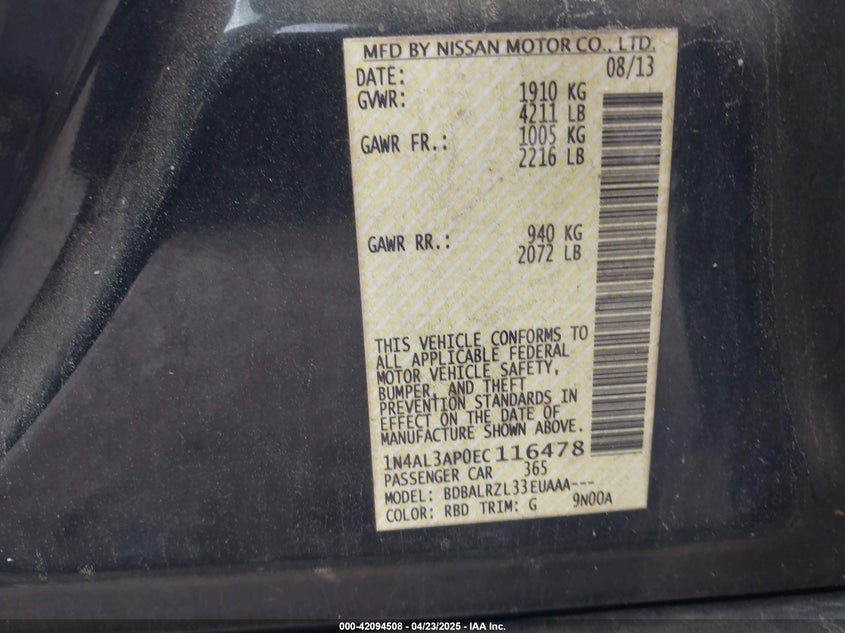 MFD BY NISSAN MOTOR CO., LTD.
DATE: 08/13
GVWR: 1910 KG
4211 LB
GAWR FR.: 1005 KG
2216 LB
GAWR RR.: 940 KG
2072 LB
THIS VEHICLE CONFORMS TO
ALL APPLICABLE FEDERAL
MOTOR VEHICLE SAFETY,
BUMPER, AND THEFT
PREVENTION STANDARDS IN
EFFECT ON THE DATE OF
MANUFACTURE SHOWN ABOVE.
1N4AL3AP0EC116478
PASSENGER CAR 365
MODEL: BDBALRZL33EUAAA---
COLOR: RBD TRIM: G 9N00A
000-42094508 - 04/23/2025 - IAA Inc.